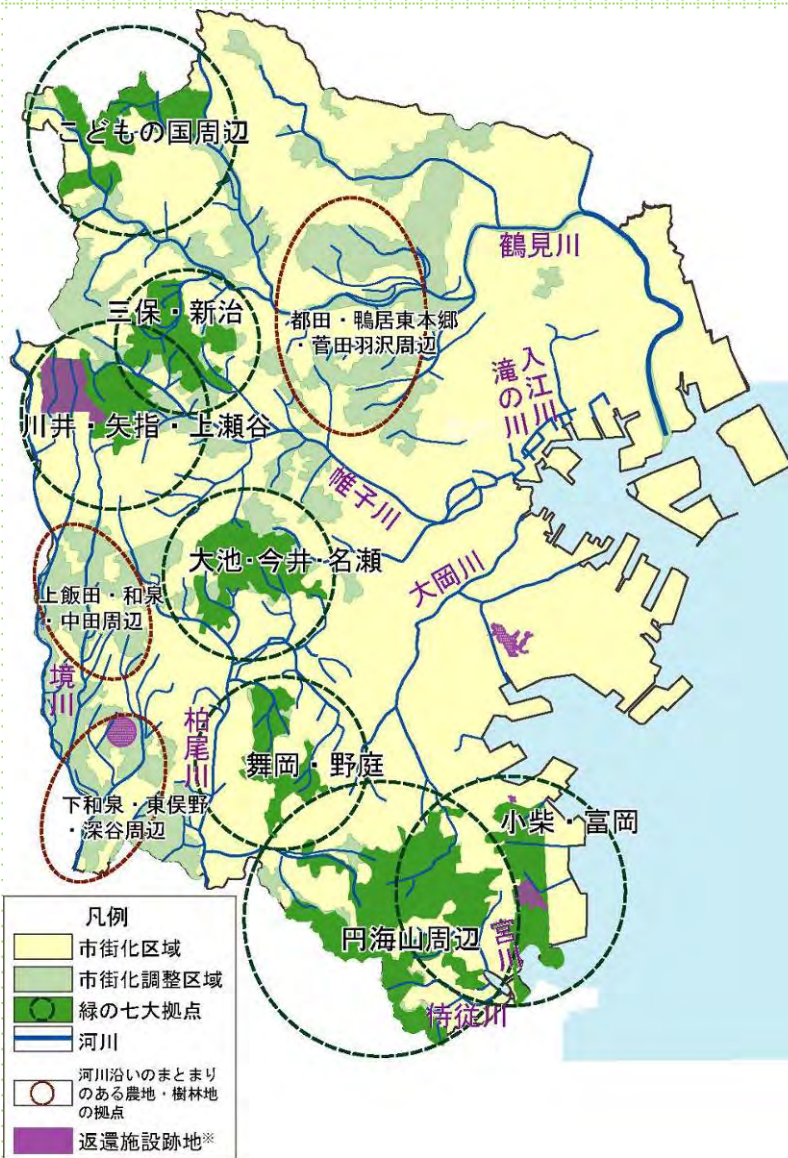 こどもの国周辺
鶴見川
三保・新治
都田・鴨居東本郷
・菅田羽沢周辺
入江川
滝の川
川井・矢指・上瀬谷
帷子川
大池・今井・名瀬
大岡川
上飯田・和泉
・中田周辺
境川
柏尾川
舞岡・野庭
下和泉・東俣野
・深谷周辺
小柴・富岡
円海山周辺
宮川
侍従川
凡例
市街化区域
市街化調整区域
緑の七大拠点
河川
河川沿いのまとまり
のある農地・樹林地
の拠点
返還施設跡地※